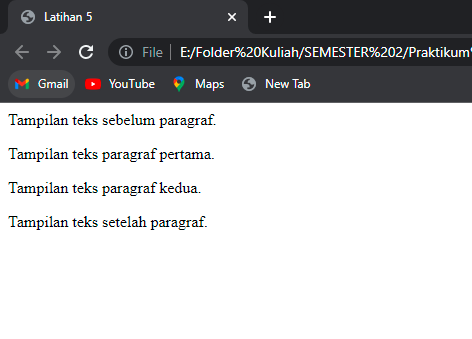 Latihan 5
File | E:/Folder%20Kuliah/SEMESTER%202/Praktikum%
Gmail YouTube Maps New Tab
Tampilan teks sebelum paragraf.
Tampilan teks paragraf pertama.
Tampilan teks paragraf kedua.
Tampilan teks setelah paragraf.